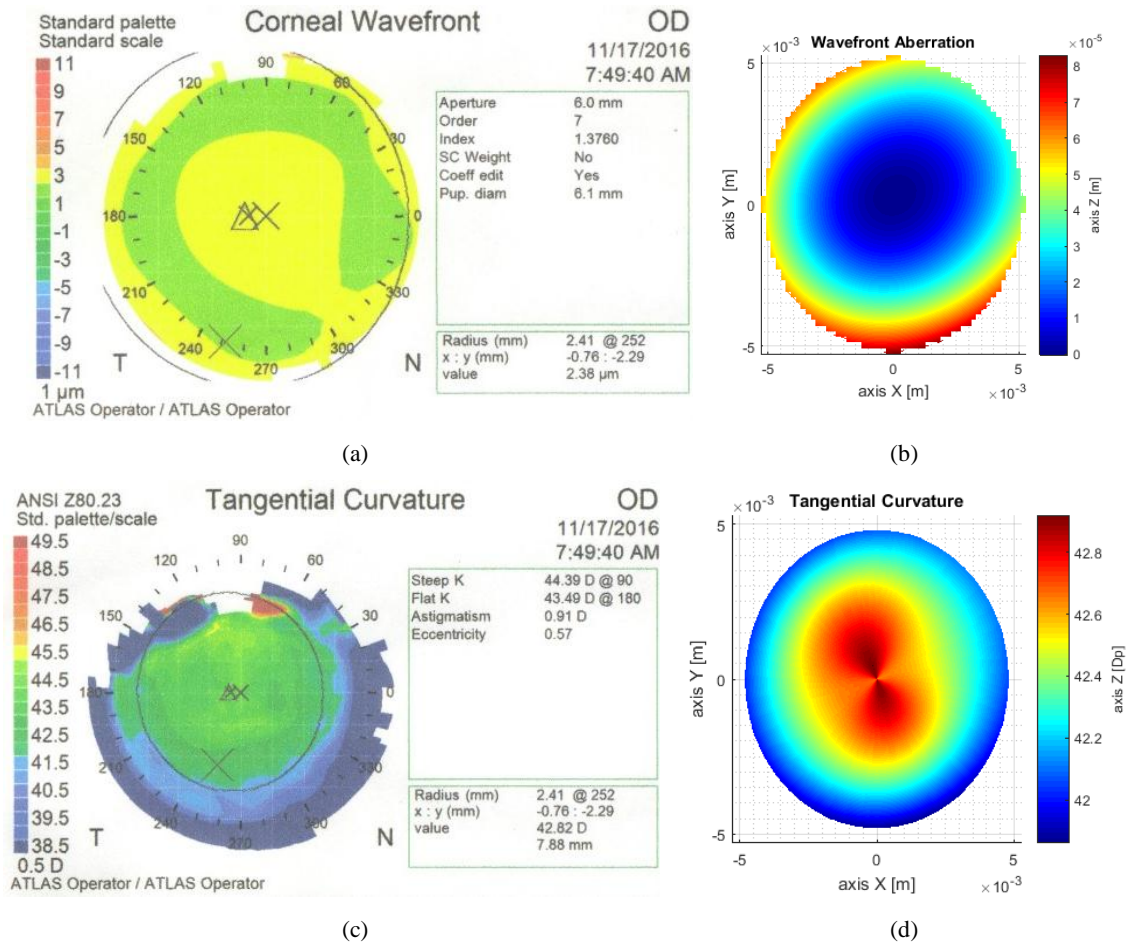 Standard palette
Standard scale
Corneal Wavefront
OD
11/17/2016
7:49:40 AM
11
9
7
5
3
1
-1
-3
-5
-7
-9
-11
1 µm
90
120
60
150
30
180
0
210
330
240
300
270
T
N
Aperture 6.0 mm
Order 7
Index 1.3760
SC Weight No
Coeff edit Yes
Pup. diam 6.1 mm
Radius (mm) 2.41 @ 252
x : y (mm) -0.76 : -2.29
value 2.38 µm
ATLAS Operator / ATLAS Operator
(a)
× 10⁻³
Wavefront Aberration
× 10⁻⁵
5
0
-5
axis Y [m]
-5
0
5
axis X [m]
× 10⁻³
8
7
6
5
4
3
2
1
0
axis Z [m]
(b)
ANSI Z80.23
Std. palette/scale
Tangential Curvature
OD
11/17/2016
7:49:40 AM
49.5
48.5
47.5
46.5
45.5
44.5
43.5
42.5
41.5
40.5
39.5
38.5
0.5 D
90
120
60
150
30
180
0
210
330
240
300
270
T
N
Steep K 44.39 D @ 90
Flat K 43.49 D @ 180
Astigmatism 0.91 D
Eccentricity 0.57
Radius (mm) 2.41 @ 252
x : y (mm) -0.76 : -2.29
value 42.82 D
7.88 mm
ATLAS Operator / ATLAS Operator
(c)
× 10⁻³
Tangential Curvature
5
0
-5
axis Y [m]
-5
0
5
axis X [m]
× 10⁻³
42.8
42.6
42.4
42.2
42
axis Z [Dp]
(d)